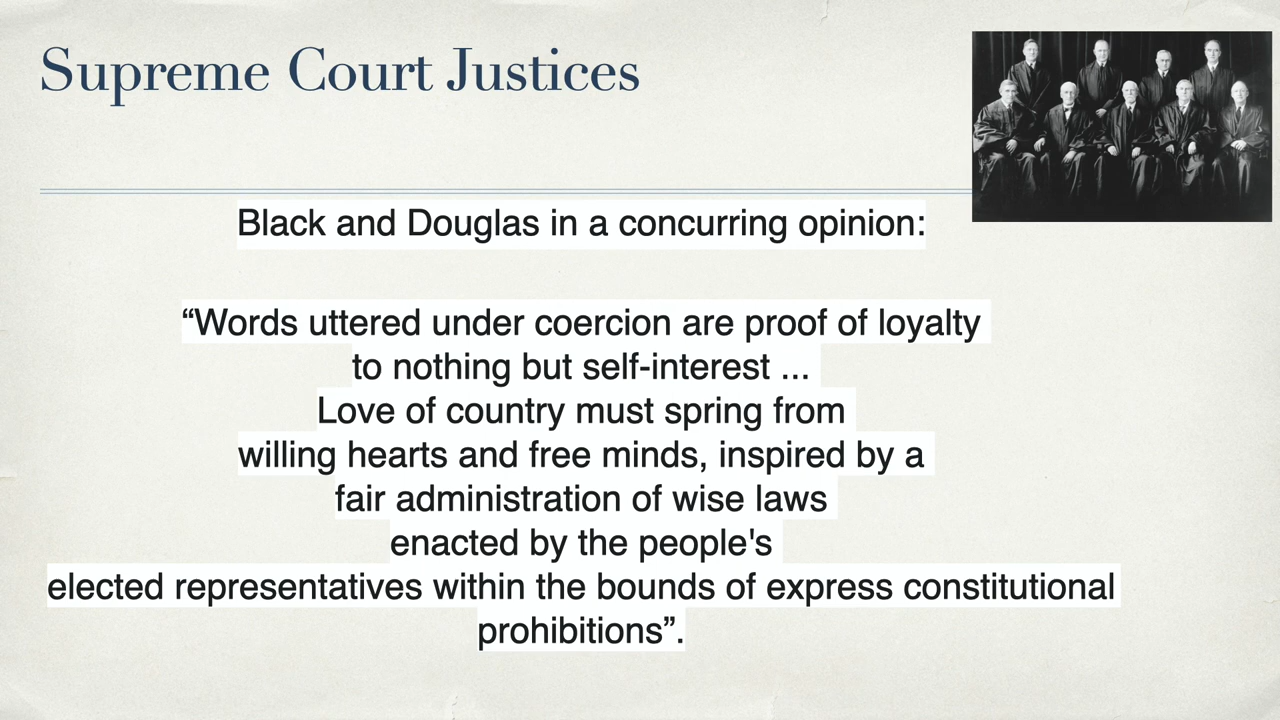 Supreme Court Justices
Black and Douglas in a concurring opinion:
“Words uttered under coercion are proof of loyalty
to nothing but self-interest ...
Love of country must spring from
willing hearts and free minds, inspired by a
fair administration of wise laws
enacted by the people's
elected representatives within the bounds of express constitutional
prohibitions”.